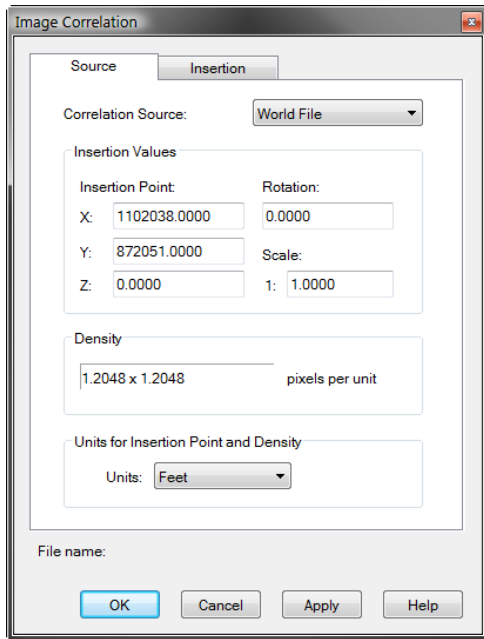 Image Correlation
Source Insertion
Correlation Source: World File
Insertion Values
Insertion Point: Rotation:
X: 1102038.0000 0.0000
Y: 872051.0000 Scale:
Z: 0.0000 1: 1.0000
Density
1.2048 x 1.2048 pixels per unit
Units for Insertion Point and Density
Units: Feet
File name:
OK Cancel Apply Help